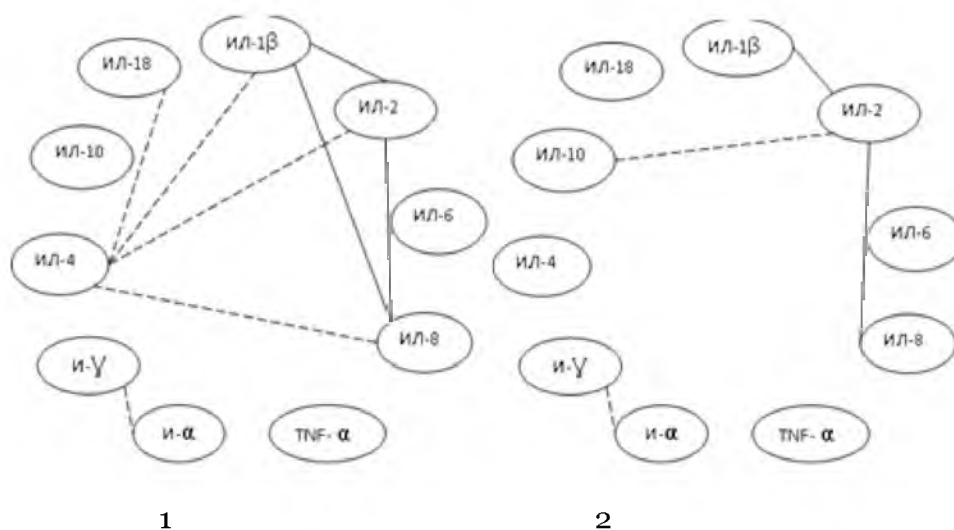 ИЛ-1β
ИЛ-18
ИЛ-2
ИЛ-10
ИЛ-6
ИЛ-4
ИЛ-8
И-γ
И-α
TNF- α
1
ИЛ-1β
ИЛ-18
ИЛ-2
ИЛ-10
ИЛ-6
ИЛ-4
ИЛ-8
И-γ
И-α
TNF- α
2